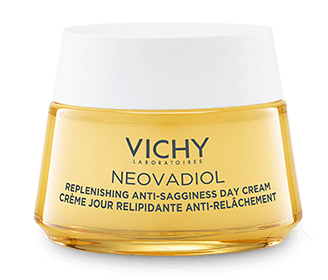 VICHY
LABORATOIRES
NEOVADIOL
REPLENISHING ANTI-SAGGINESS DAY CREAM
CRÈME JOUR RELIPIDANTE ANTI-RELÂCHEMENT